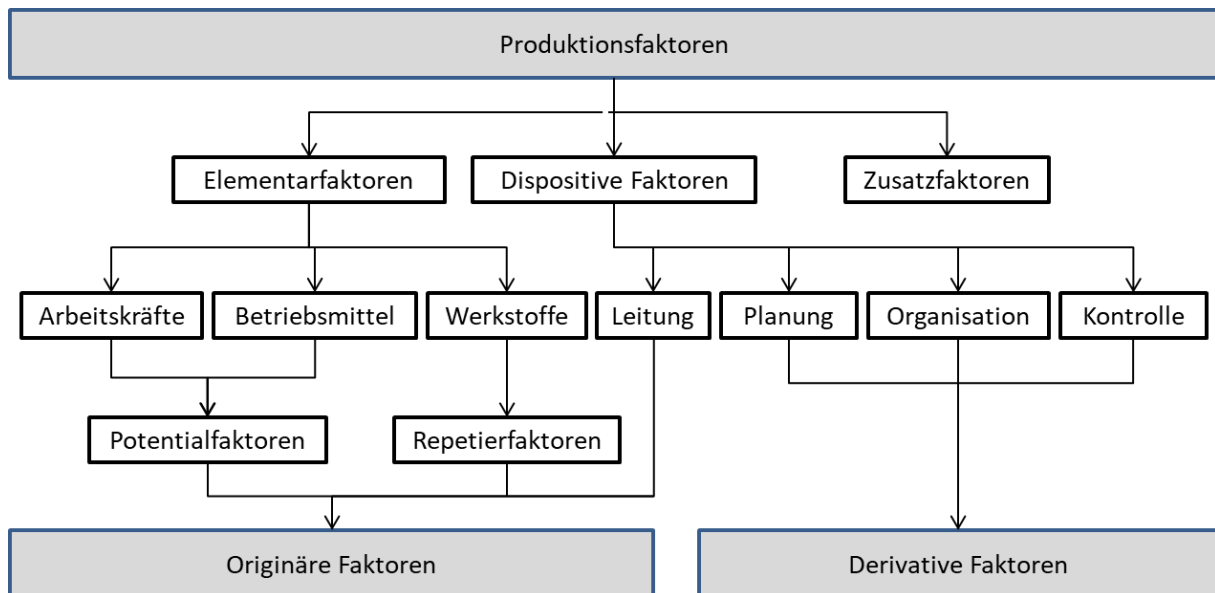 Produktionsfaktoren
Elementarfaktoren
Dispositive Faktoren
Zusatzfaktoren
Arbeitskräfte
Betriebsmittel
Werkstoffe
Leitung
Planung
Organisation
Kontrolle
Potentialfaktoren
Repetierfaktoren
Originäre Faktoren
Derivative Faktoren